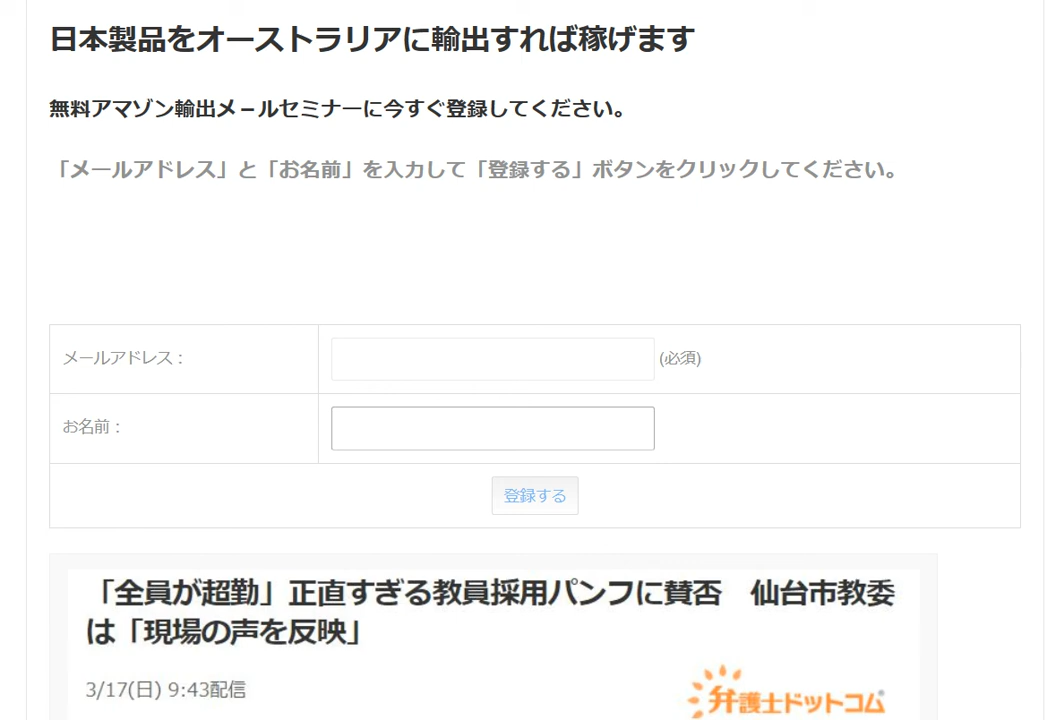 日本製品をオーストラリアに輸出すれば稼げます
無料アマゾン輸出メールセミナーに今すぐ登録してください。
「メールアドレス」と「お名前」を入力して「登録する」ボタンをクリックしてください。
メールアドレス：
(必須)
お名前：
登録する
「全員が超勤」正直すぎる教員採用パンフに賛否　仙台市教委
は「現場の声を反映」
3/17(日) 9:43配信
弁護士ドットコム